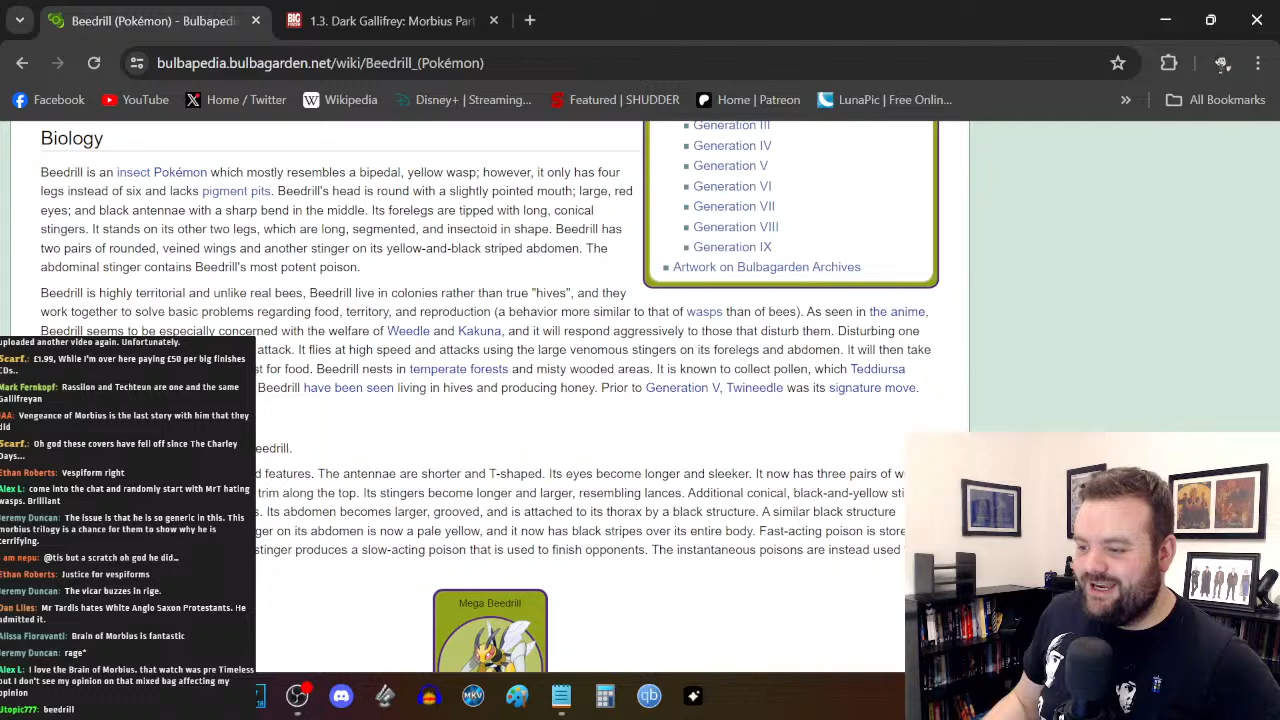 Beedrill (Pokémon) - Bulbapedi
1.3. Dark Gallifrey: Morbius Part
bulbapedia.bulbagarden.net/wiki/Beedrill_(Pokémon)
Facebook
YouTube
Home / Twitter
Wikipedia
Disney+ | Streaming...
Featured | SHUDDER
Home | Patreon
LunaPic | Free Onlin...
All Bookmarks
Biology
Beedrill is an insect Pokémon which mostly resembles a bipedal, yellow wasp; however, it only has four
legs instead of six and lacks pigment pits. Beedrill's head is round with a slightly pointed mouth; large, red
eyes; and black antennae with a sharp bend in the middle. Its forelegs are tipped with long, conical
stingers. It stands on its other two legs, which are long, segmented, and insectoid in shape. Beedrill has
two pairs of rounded, veined wings and another stinger on its yellow-and-black striped abdomen. The
abdominal stinger contains Beedrill's most potent poison.
Beedrill is highly territorial and unlike real bees, Beedrill live in colonies rather than true "hives", and they
work together to solve basic problems regarding food, territory, and reproduction (a behavior more similar to that of wasps than of bees). As seen in the anime,
Beedrill seems to be especially concerned with the welfare of Weedle and Kakuna, and it will respond aggressively to those that disturb them. Disturbing one
attack. It flies at high speed and attacks using the large venomous stingers on its forelegs and abdomen. It will then take
st for food. Beedrill nests in temperate forests and misty wooded areas. It is known to collect pollen, which Teddiursa
Beedrill have been seen living in hives and producing honey. Prior to Generation V, Twineedle was its signature move.
eedrill.
d features. The antennae are shorter and T-shaped. Its eyes become longer and sleeker. It now has three pairs of w
trim along the top. Its stingers become longer and larger, resembling lances. Additional conical, black-and-yellow sti
s. Its abdomen becomes larger, grooved, and is attached to its thorax by a black structure. A similar black structure
ger on its abdomen is now a pale yellow, and it now has black stripes over its entire body. Fast-acting poison is store
stinger produces a slow-acting poison that is used to finish opponents. The instantaneous poisons are instead used
Mega Beedrill
Generation III
Generation IV
Generation V
Generation VI
Generation VII
Generation VIII
Generation IX
Artwork on Bulbagarden Archives
uploaded another video again. Unfortunately.
Scarf.: £1.99, While I'm over here paying £50 per big finishes
CDs..
Mark Fernkopf: Rassilon and Techteun are one and the same
Gallifreyan
Vengeance of Morbius is the last story with him that they
did
Scarf.: Oh god these covers have fell off since The Charley
Days...
Ethan Roberts: Vespiform right
Alex L: come into the chat and randomly start with MrT hating
wasps. Brilliant
Jeremy Duncan: The issue is that he is so generic in this. This
morbius trilogy is a chance for them to show why he is
terrifying.
i am nepu: @tis but a scratch oh god he did...
Ethan Roberts: Justice for vespiforms
Jeremy Duncan: The vicar buzzes in rige.
Dan Liles: Mr Tardis hates White Anglo Saxon Protestants. He
admitted it.
Alissa Fioravanti: Brain of Morbius is fantastic
Jeremy Duncan: rage*
Alex L: I love the Brain of Morbius. that watch was pre Timeless
but I don't see my opinion on that mixed bag affecting my
opinion
Utopic777: beedrill
MKV
qb